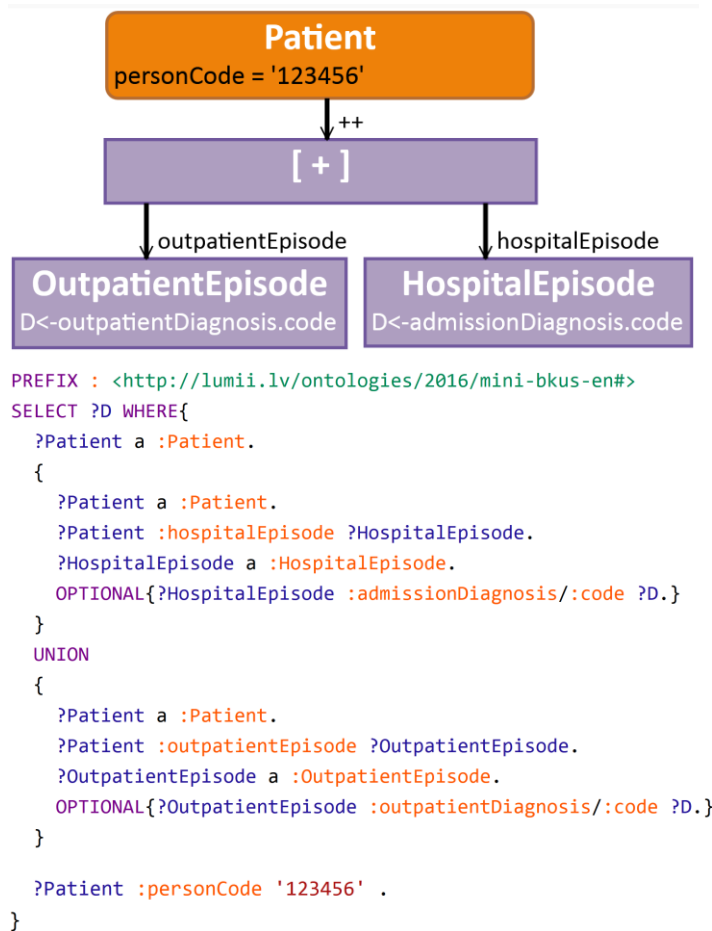 Patient
personCode = '123456'
++
[ + ]
outpatientEpisode
hospitalEpisode
OutpatientEpisode
D<-outpatientDiagnosis.code
HospitalEpisode
D<-admissionDiagnosis.code
PREFIX : <http://lumii.lv/ontologies/2016/mini-bkus-en#>
SELECT ?D WHERE{
?Patient a :Patient.
{
?Patient a :Patient.
?Patient :hospitalEpisode ?HospitalEpisode.
?HospitalEpisode a :HospitalEpisode.
OPTIONAL{?HospitalEpisode :admissionDiagnosis/:code ?D.}
}
UNION
{
?Patient a :Patient.
?Patient :outpatientEpisode ?OutpatientEpisode.
?OutpatientEpisode a :OutpatientEpisode.
OPTIONAL{?OutpatientEpisode :outpatientDiagnosis/:code ?D.}
}
?Patient :personCode '123456' .
}